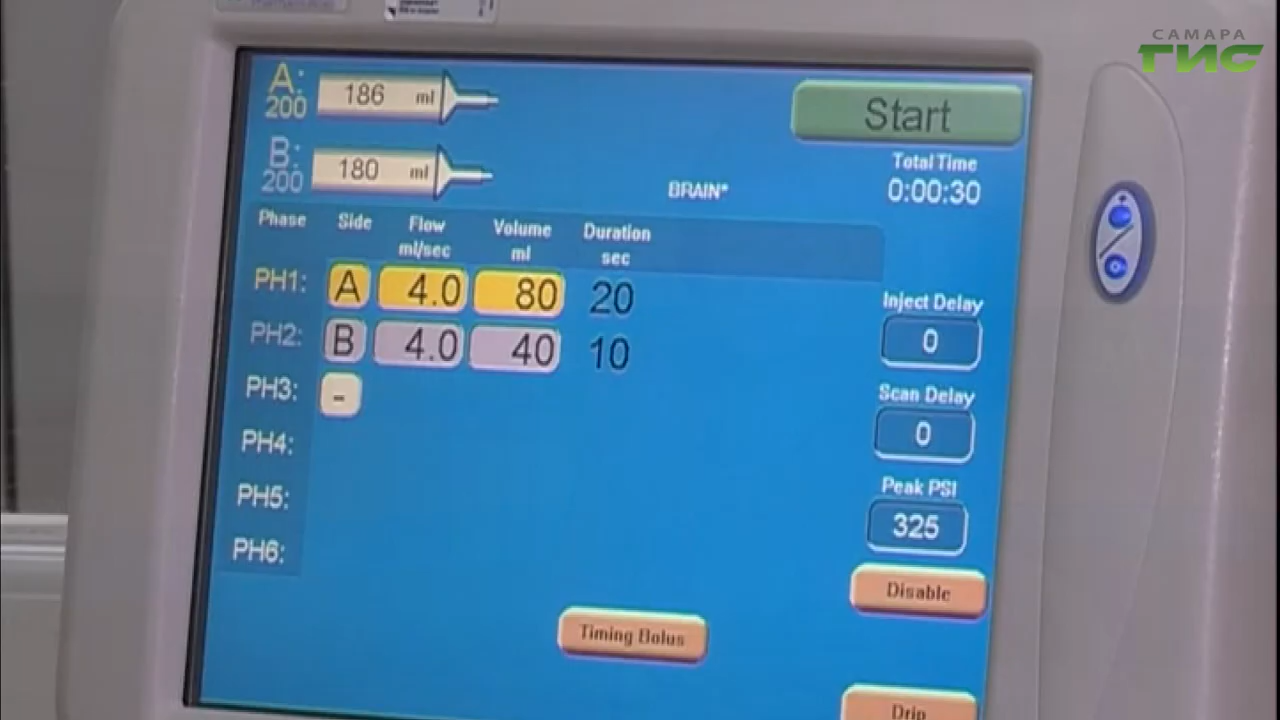 САМАРА
ГИС
A:
200
186 ml
Start
B:
200
180 ml
Total Time
0:00:30
BRAIN*
Phase Side Flow ml/sec Volume ml Duration sec
PH1: A 4.0 80 20
PH2: B 4.0 40 10
PH3: -
PH4:
PH5:
PH6:
Inject Delay
0
Scan Delay
0
Peak PSI
325
Disable
Timing Bolus
Drip